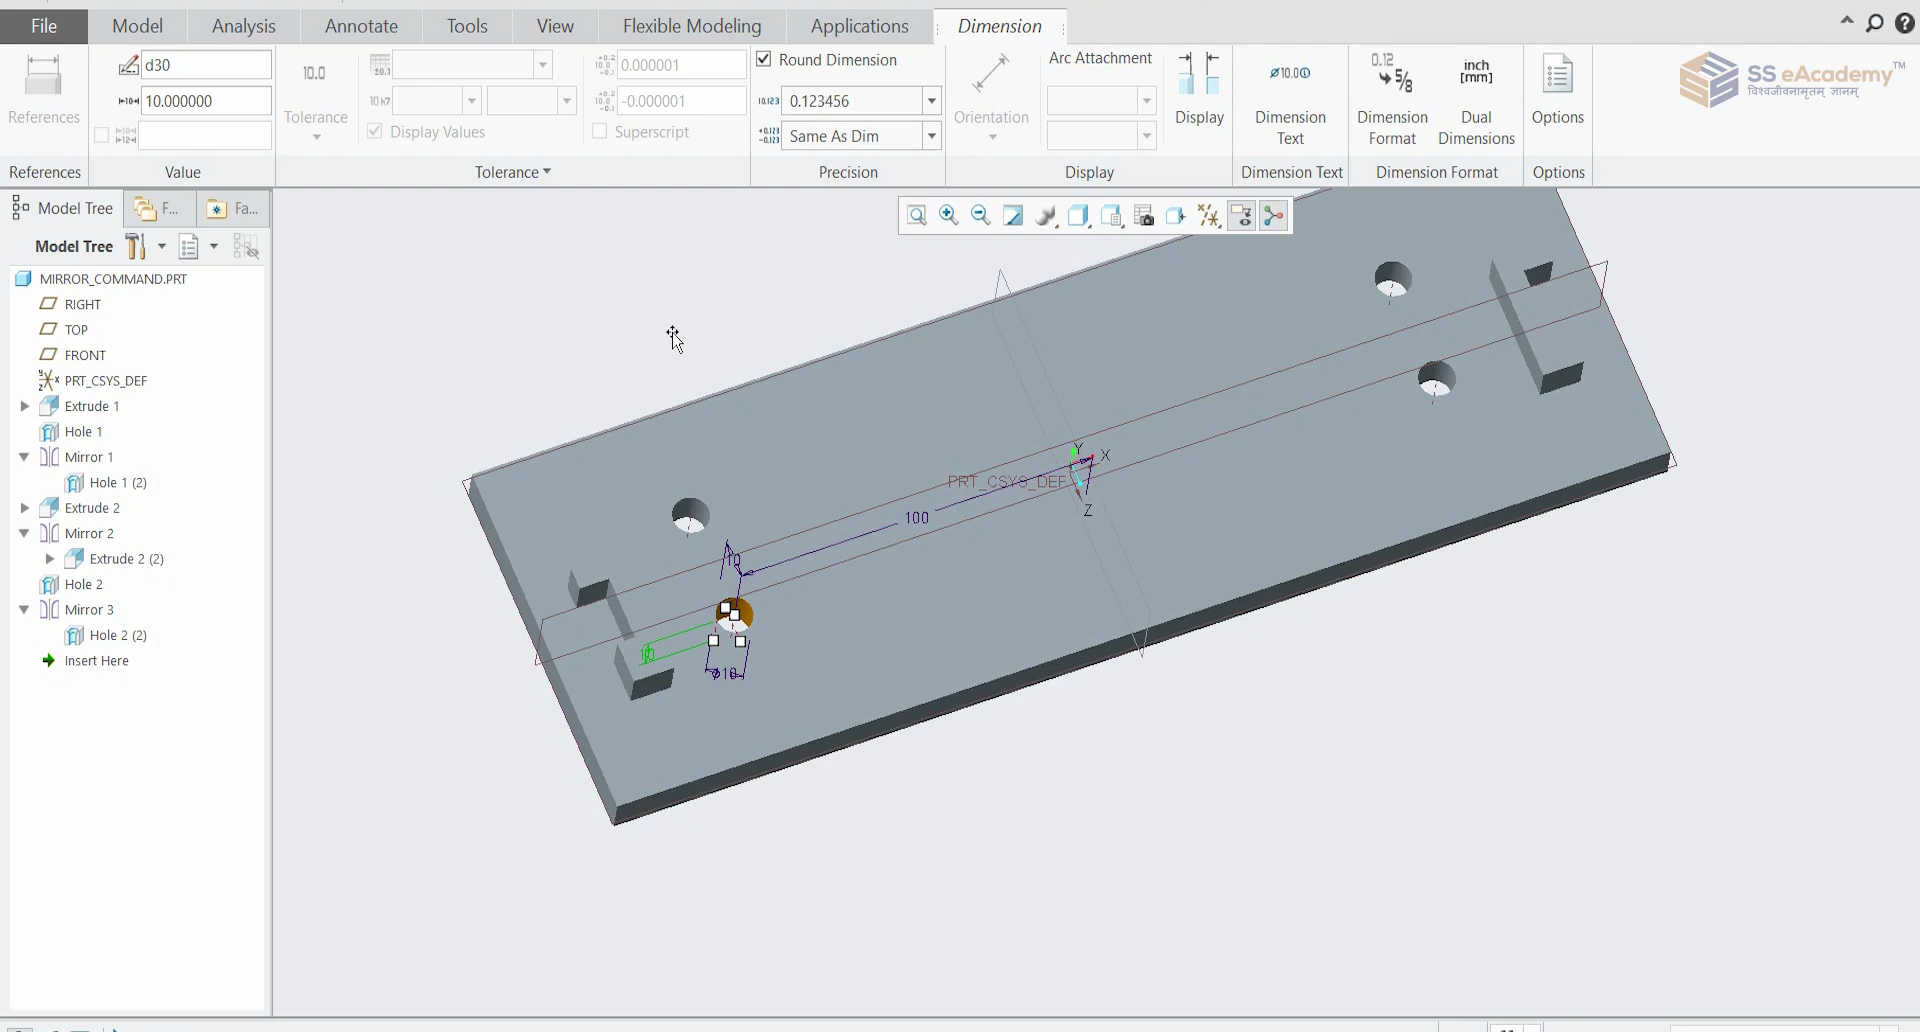 File Model Analysis Annotate Tools View Flexible Modeling Applications Dimension
References
d30
10.000000
10.0
Tolerance
Display Values
0.000001
-0.000001
Superscript
Round Dimension
0.123456
Same As Dim
Orientation
Arc Attachment
Display
Ø10.0
Dimension Text
0.12
5/8
Dimension Format
inch
[mm]
Dual Dimensions
Options
SS eAcademy™
विश्वजीवनामृतम् ज्ञानम्
References Value Tolerance Precision Display Dimension Text Dimension Format Options
Model Tree F... Fa...
Model Tree
MIRROR_COMMAND.PRT
RIGHT
TOP
FRONT
PRT_CSYS_DEF
Extrude 1
Hole 1
Mirror 1
Hole 1 (2)
Extrude 2
Mirror 2
Extrude 2 (2)
Hole 2
Mirror 3
Hole 2 (2)
Insert Here
Y
X
PRT_CSYS_DEF
Z
100
10
Ø10